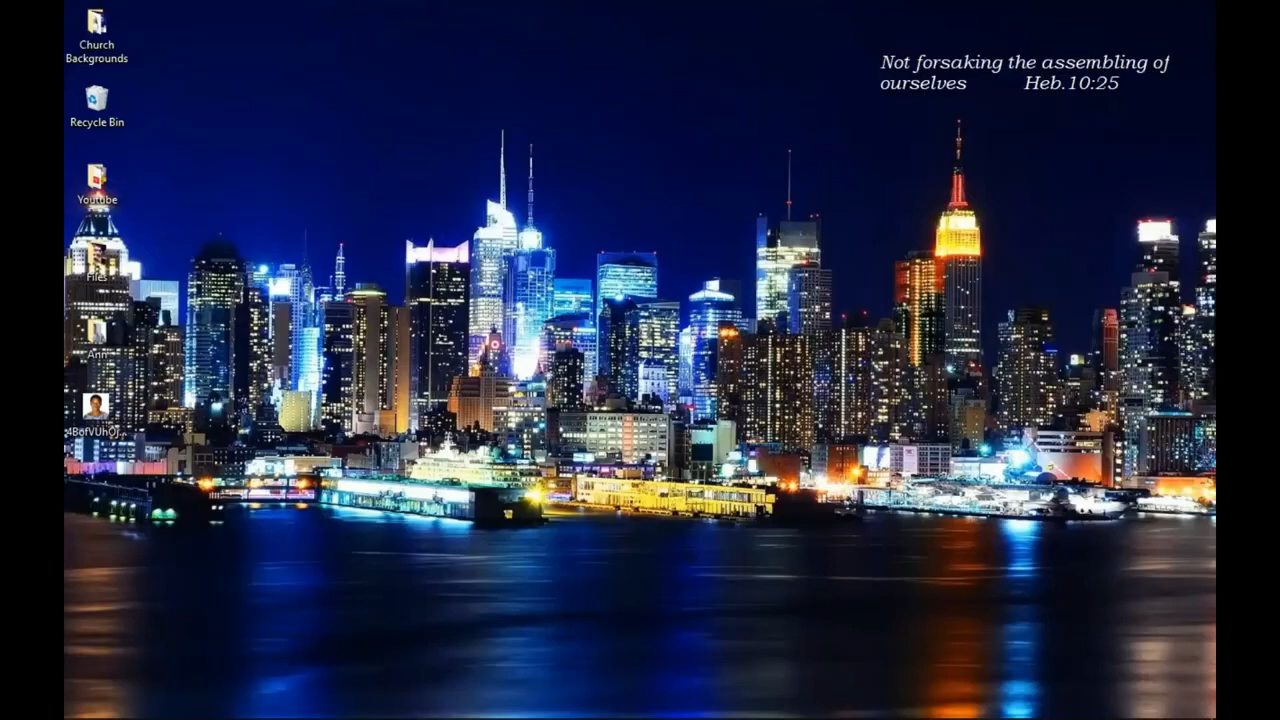 Church
Backgrounds
Recycle Bin
Youtube
Files
Ann
Not forsaking the assembling of
ourselves Heb.10:25